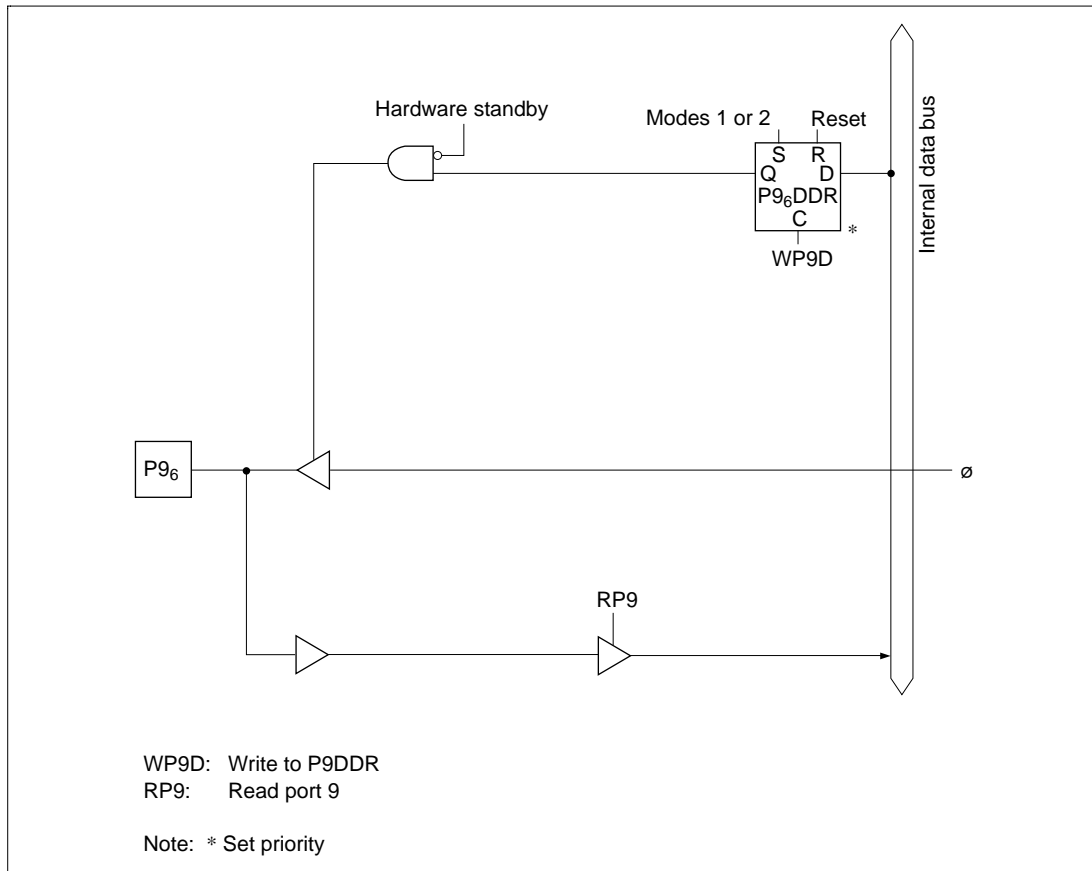 Hardware standby
Modes 1 or 2
Reset
S R
Q D
P9₆DDR
C
*
WP9D
Internal data bus
P9₆
ø
RP9
WP9D: Write to P9DDR
RP9: Read port 9
Note: * Set priority